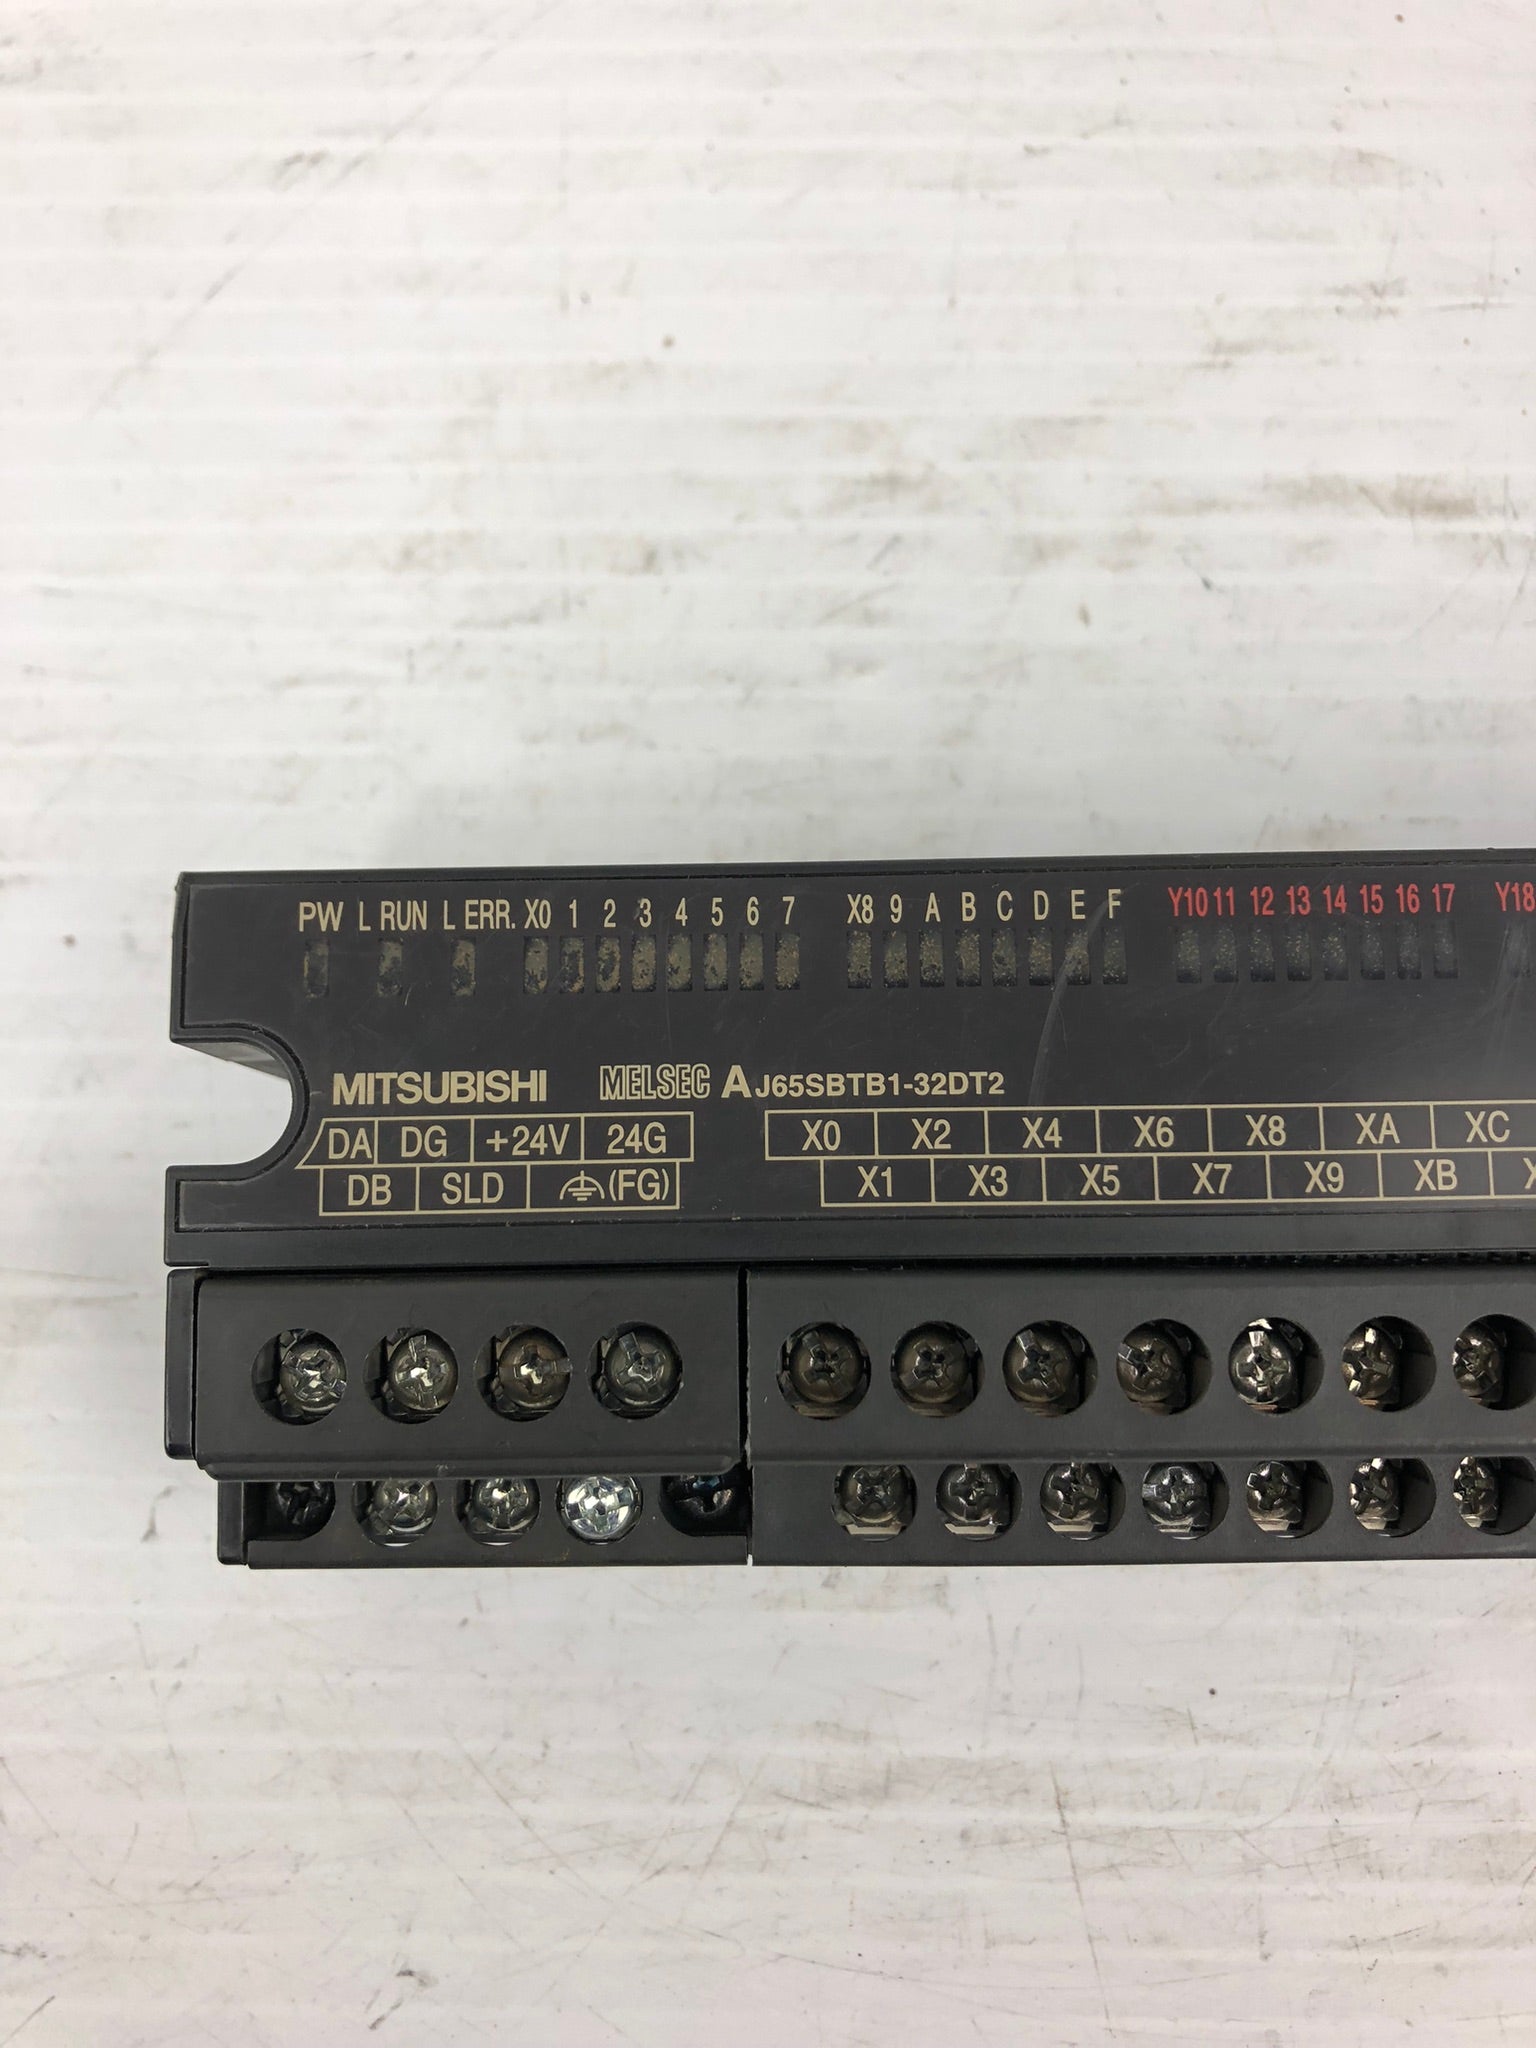 PW L RUN L ERR. X0 1 2 3 4 5 6 7 X8 9 A B C D E F Y10 11 12 13 14 15 16 17 Y18
MITSUBISHI MELSEC AJ65SBTB1-32DT2
DA DG +24V 24G X0 X2 X4 X6 X8 XA XC
DB SLD (FG) X1 X3 X5 X7 X9 XB